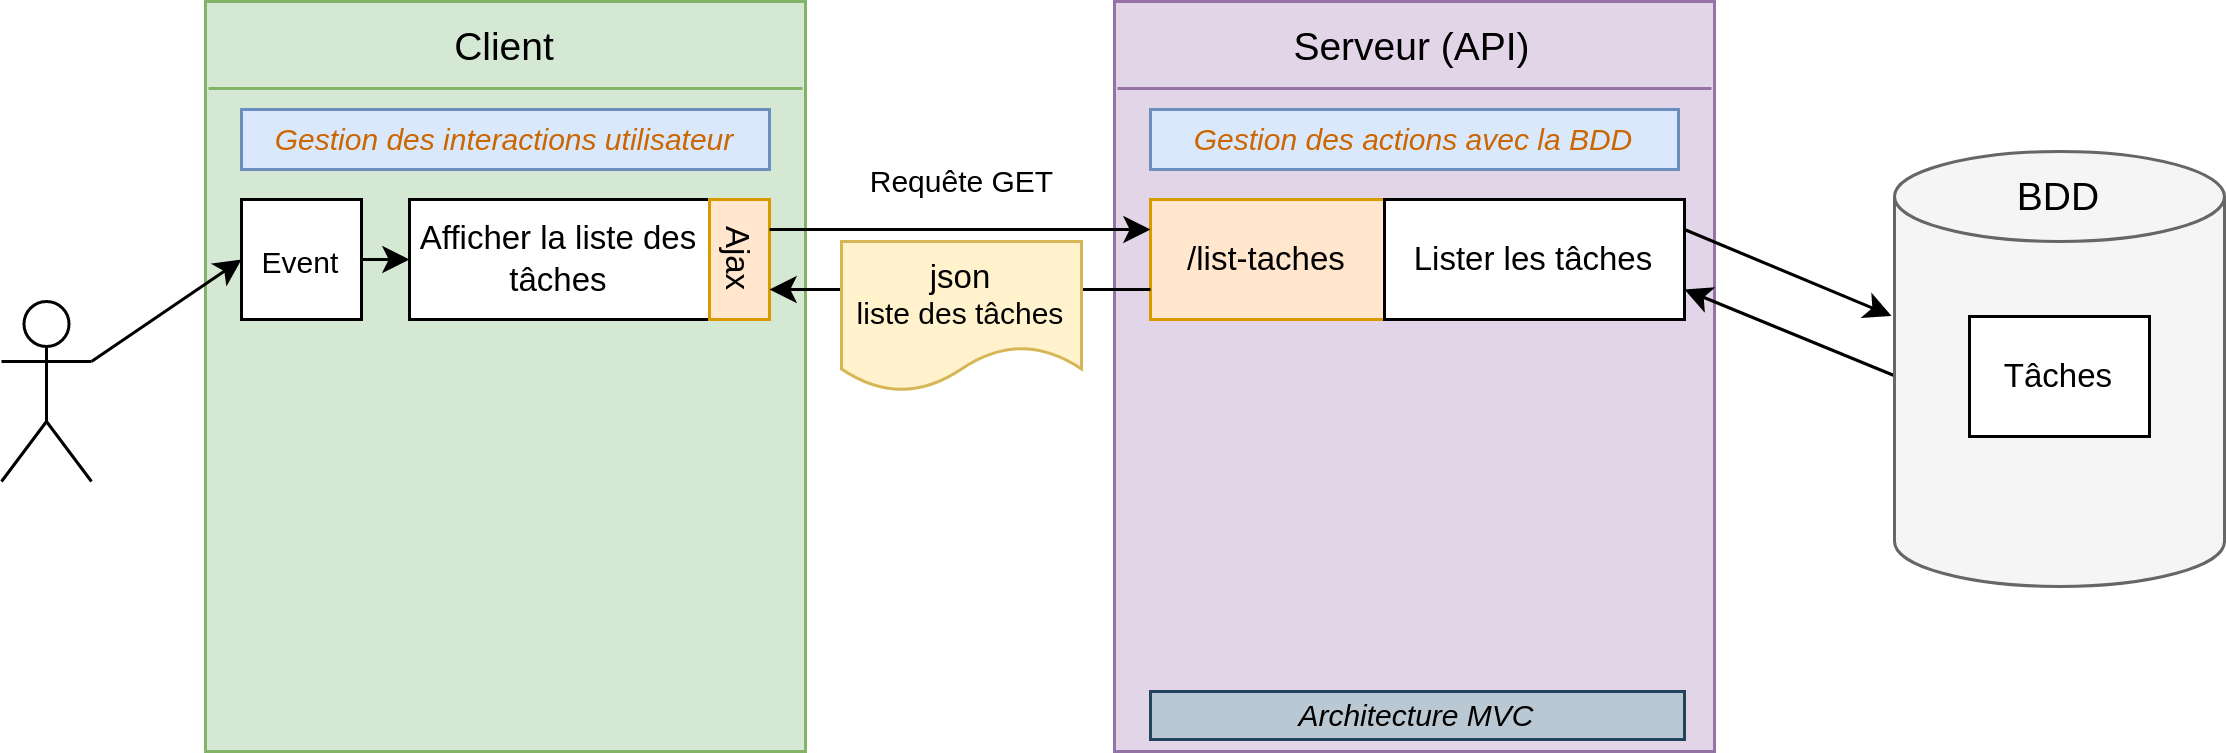 Client
Gestion des interactions utilisateur
Event
Afficher la liste des
tâches
Ajax
Requête GET
json
liste des tâches
Serveur (API)
Gestion des actions avec la BDD
/list-taches
Lister les tâches
Architecture MVC
BDD
Tâches